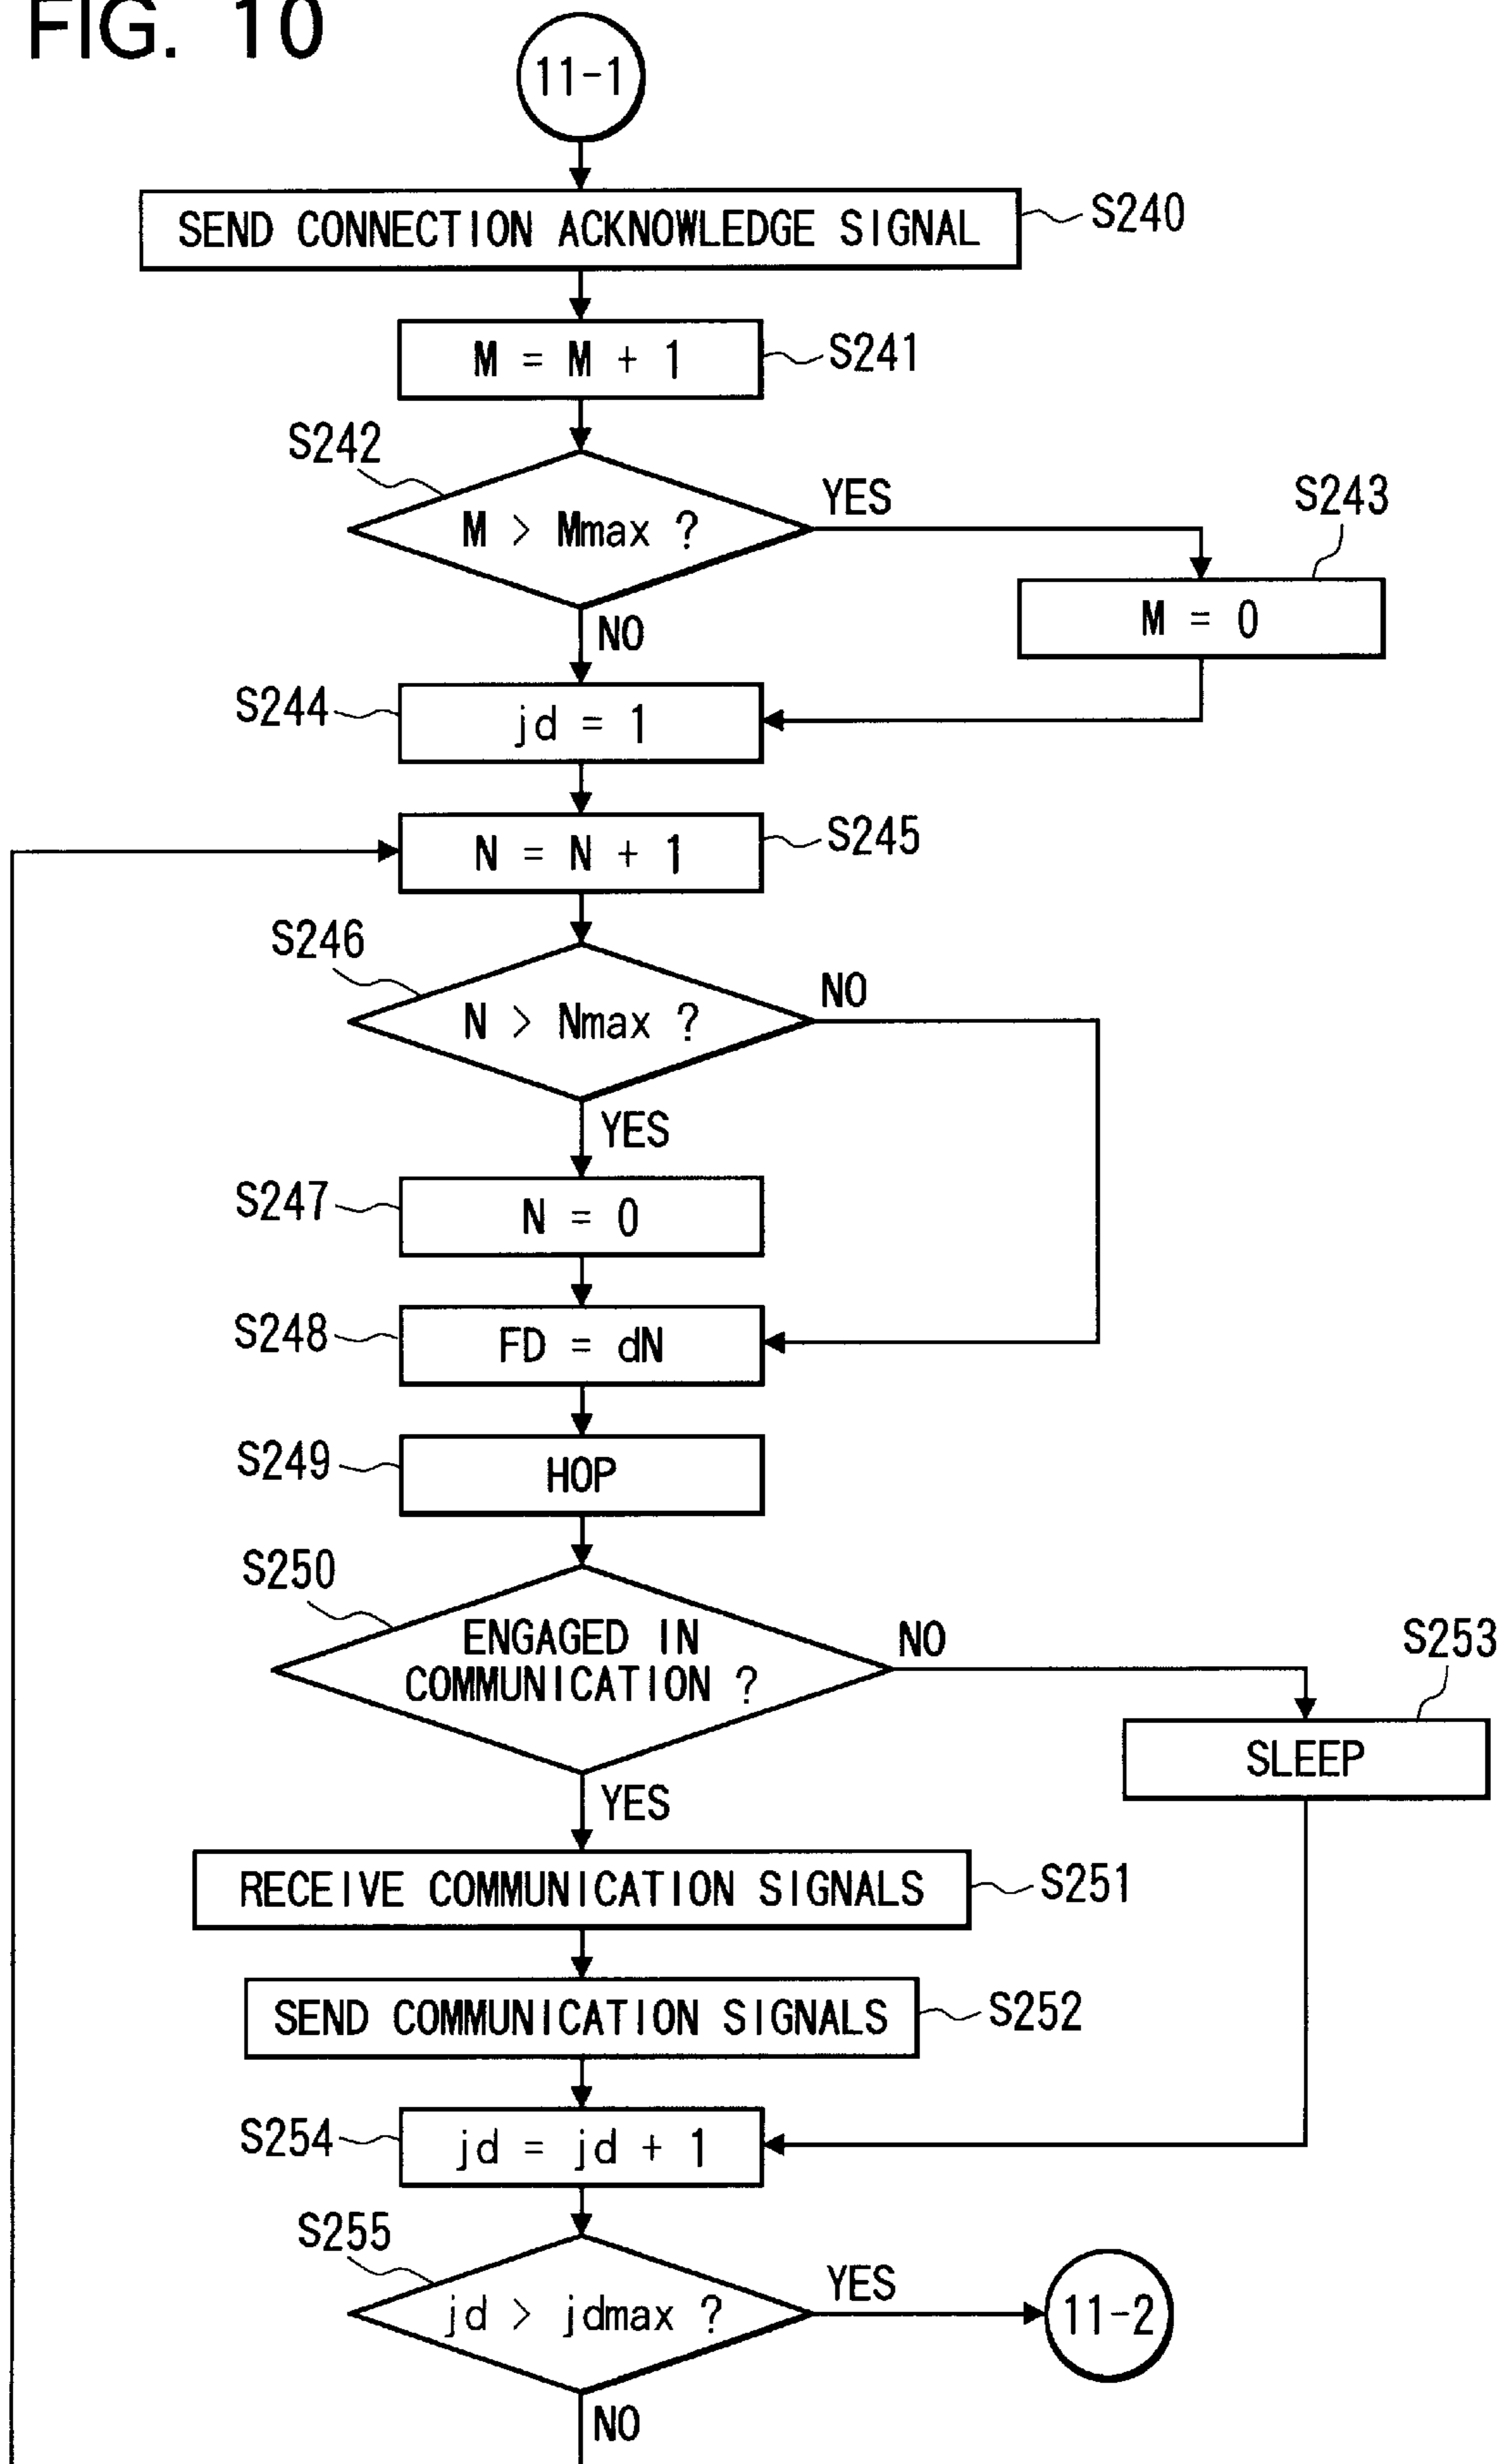 FIG. 10
11-1
SEND CONNECTION ACKNOWLEDGE SIGNAL
S240
M = M + 1
S241
S242
M > Mmax ?
YES
S243
M = 0
NO
S244
jd = 1
N = N + 1
S245
S246
N > Nmax ?
NO
YES
S247
N = 0
S248
FD = dN
S249
HOP
S250
ENGAGED IN
COMMUNICATION ?
NO
S253
SLEEP
YES
RECEIVE COMMUNICATION SIGNALS
S251
SEND COMMUNICATION SIGNALS
S252
S254
jd = jd + 1
S255
jd > jdmax ?
YES
11-2
NO